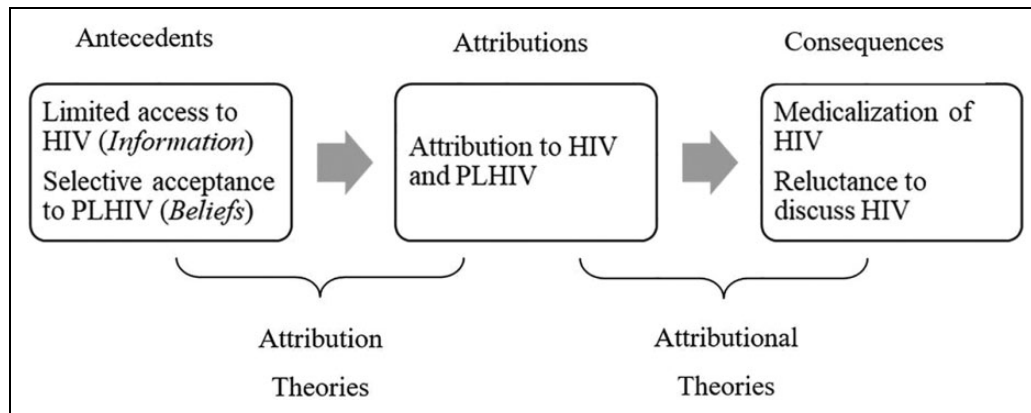 Antecedents
Attributions
Consequences
Limited access to
HIV (Information)
Selective acceptance
to PLHIV (Beliefs)
Attribution to HIV
and PLHIV
Medicalization of
HIV
Reluctance to
discuss HIV
Attribution
Theories
Attributional
Theories